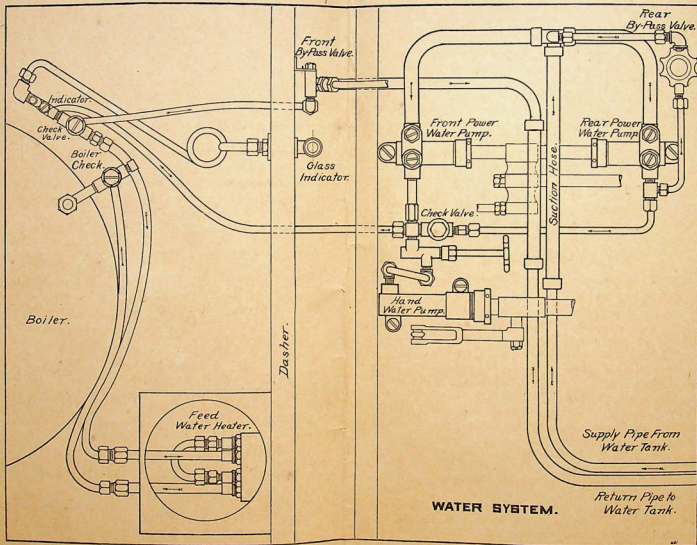 Rear
By-Pass Valve
Front
By-Pass Valve.
Indicator.
Check
Valve.
Boiler
Check.
Glass
Indicator.
Front Power
Water Pump.
Rear Power
Water Pump
Suction Hose.
Check Valve.
Hand
Water Pump.
Boiler.
Dasher.
Feed
Water Heater.
Supply Pipe From
Water Tank.
Return Pipe to
Water Tank.
WATER SYSTEM.